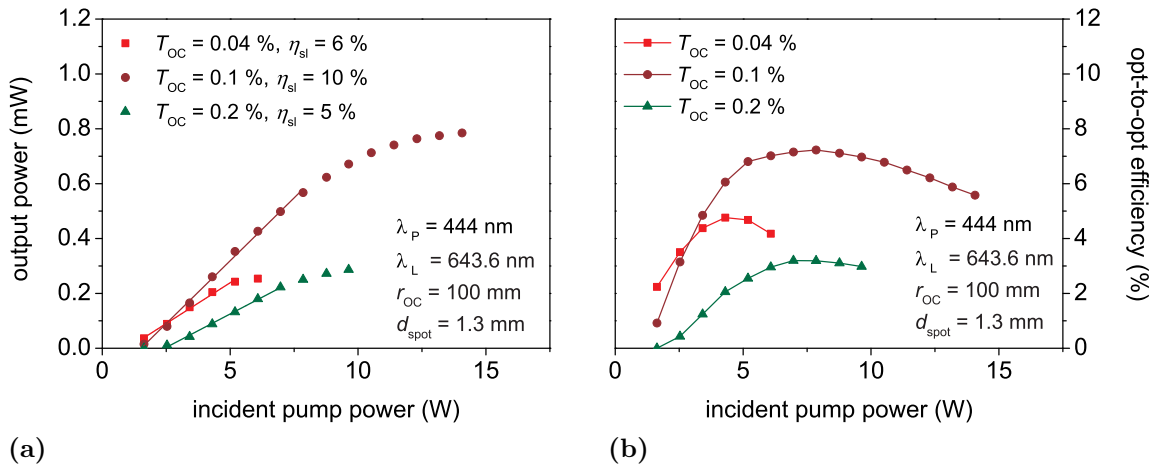 1.2
1.0
0.8
0.6
0.4
0.2
0.0
output power (mW)
T_OC = 0.04 %, η_sl = 6 %
T_OC = 0.1 %, η_sl = 10 %
T_OC = 0.2 %, η_sl = 5 %
λ_P = 444 nm
λ_L = 643.6 nm
r_OC = 100 mm
d_spot = 1.3 mm
0 5 10 15
incident pump power (W)
(a)
T_OC = 0.04 %
T_OC = 0.1 %
T_OC = 0.2 %
λ_P = 444 nm
λ_L = 643.6 nm
r_OC = 100 mm
d_spot = 1.3 mm
12
10
8
6
4
2
0
opt-to-opt efficiency (%)
0 5 10 15
incident pump power (W)
(b)